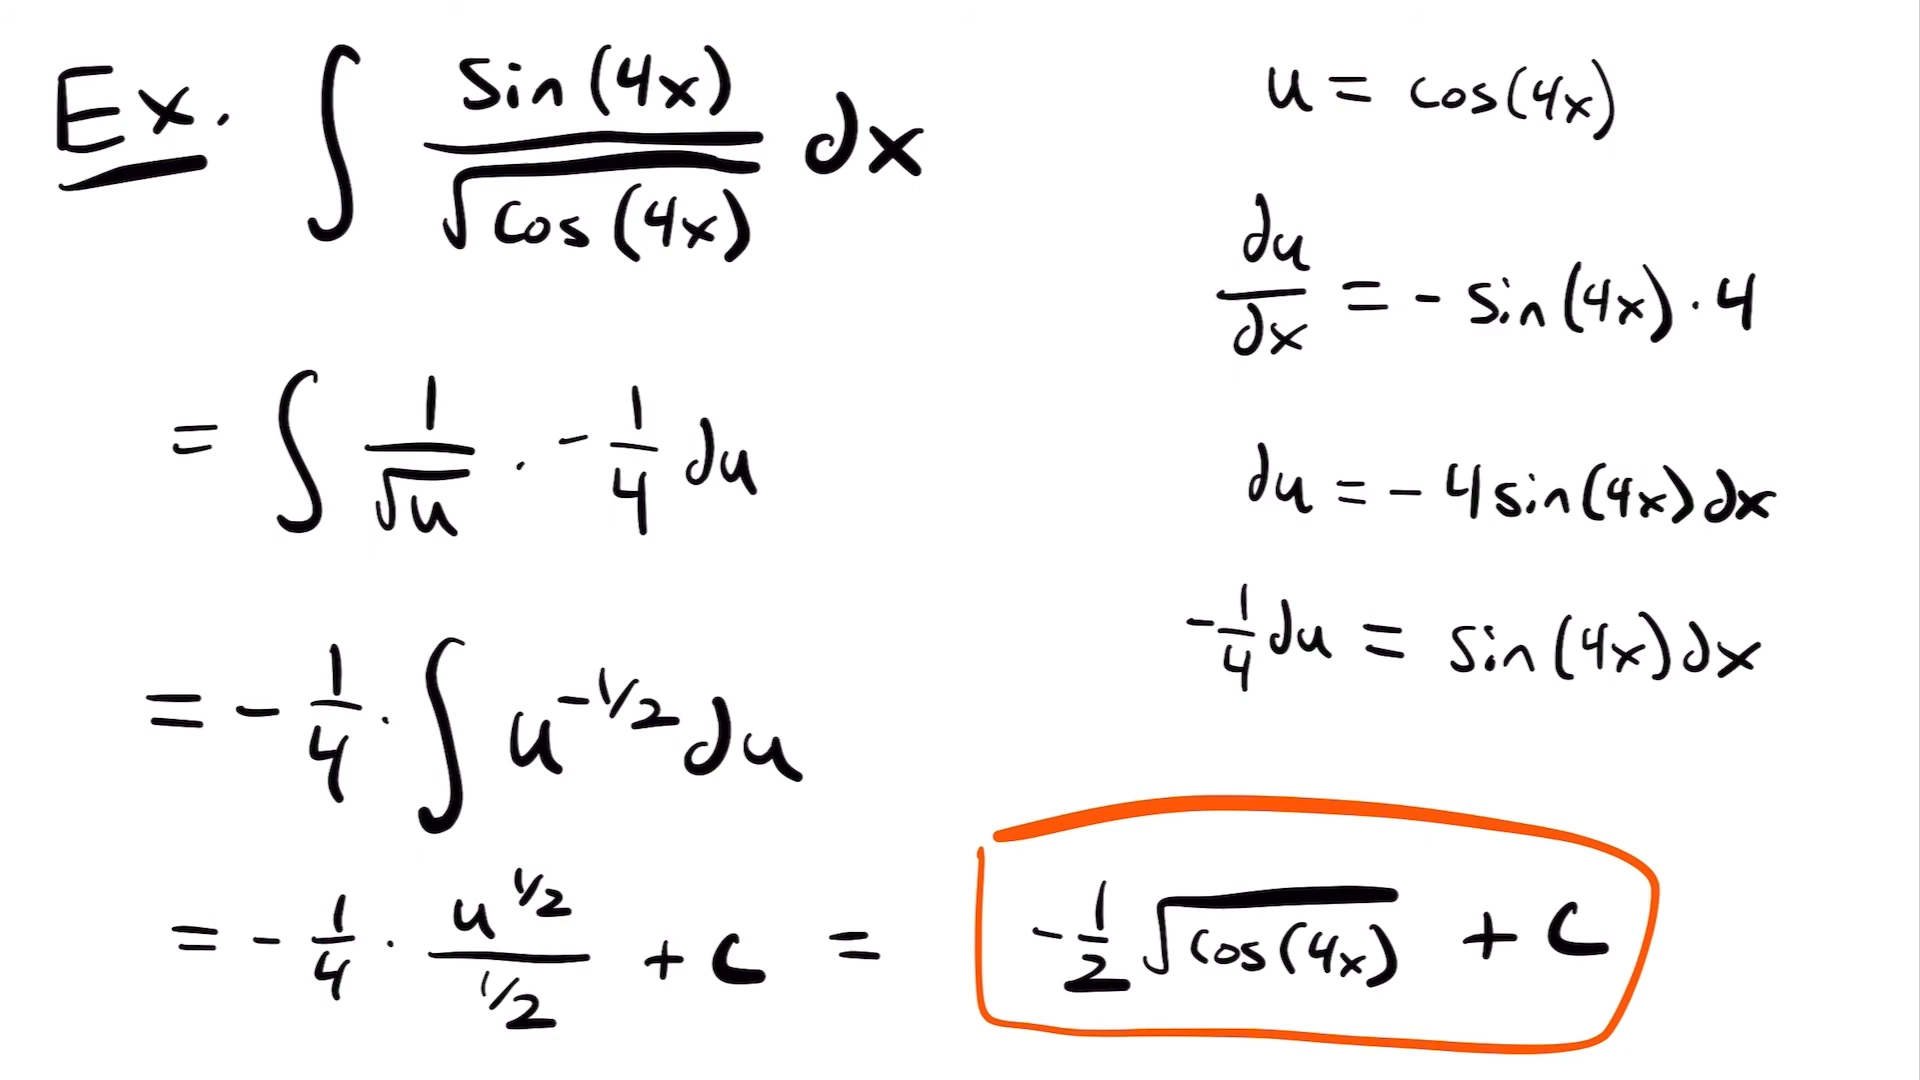 Ex. ∫ sin(4x) / √cos(4x) dx
= ∫ 1/√u · -1/4 du
= -1/4 · ∫ u^(-1/2) du
= -1/4 · u^(1/2) / (1/2) + C = -1/2 √cos(4x) + C
u = cos(4x)
du/dx = - sin(4x) · 4
du = - 4 sin(4x) dx
-1/4 du = sin(4x) dx